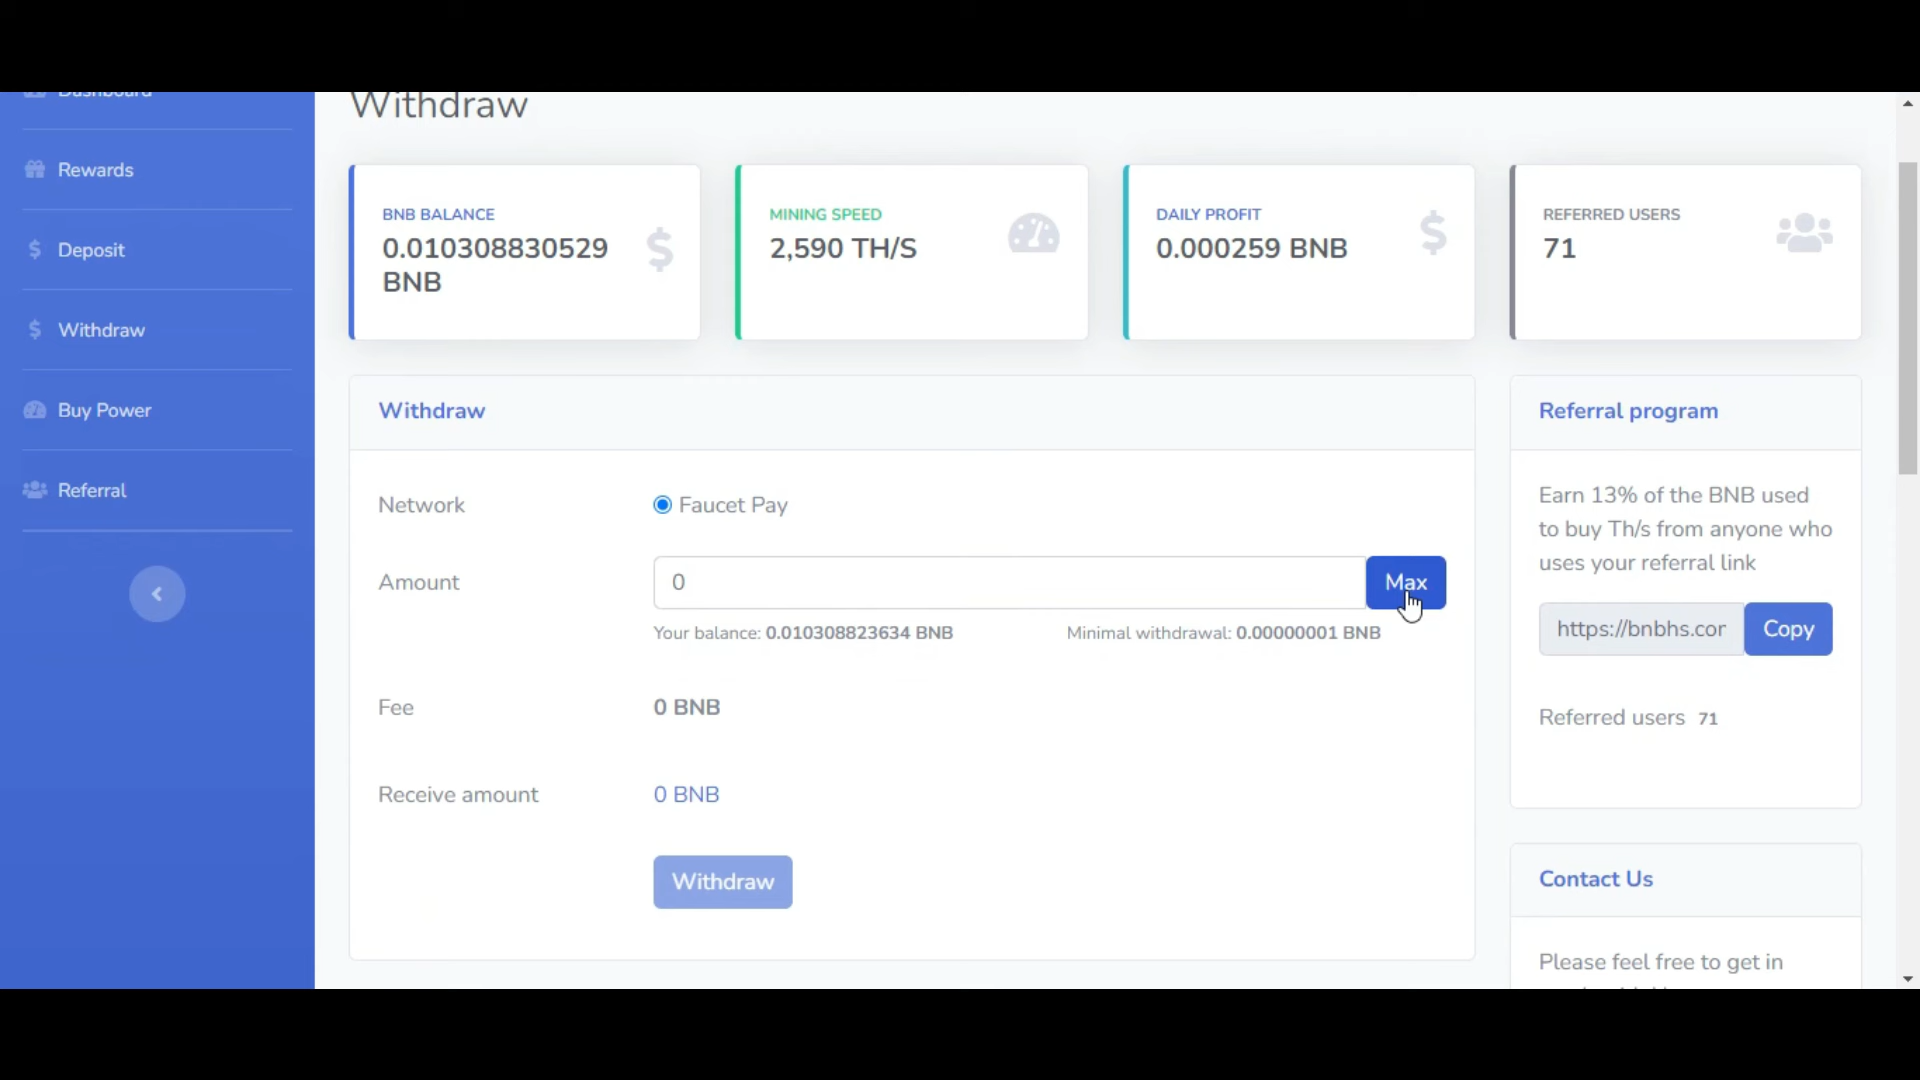 Dashboard
Rewards
Deposit
Withdraw
Buy Power
Referral
Withdraw
BNB BALANCE
0.010308830529
BNB
MINING SPEED
2,590 TH/S
DAILY PROFIT
0.000259 BNB
REFERRED USERS
71
Withdraw
Network
Faucet Pay
Amount
0
Max
Your balance: 0.010308823634 BNB
Minimal withdrawal: 0.00000001 BNB
Fee
0 BNB
Receive amount
0 BNB
Withdraw
Referral program
Earn 13% of the BNB used
to buy Th/s from anyone who
uses your referral link
https://bnbhs.cor
Copy
Referred users 71
Contact Us
Please feel free to get in